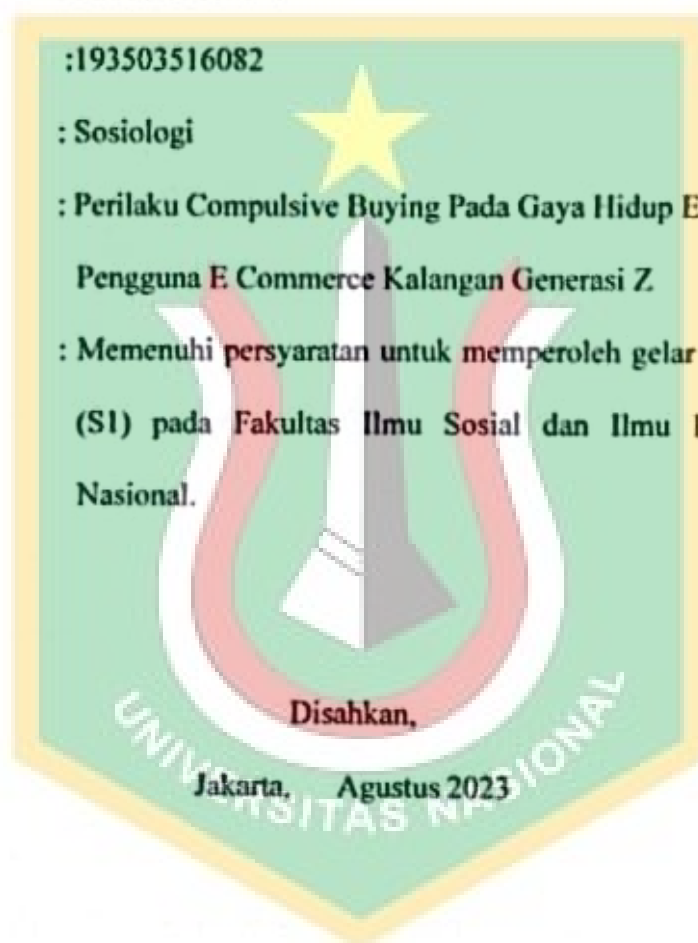 :193503516082
: Sosiologi
: Perilaku Compulsive Buying Pada Gaya Hidup
Pengguna E Commerce Kalangan Generasi Z
: Memenuhi persyaratan untuk memperoleh gelar
(S1) pada Fakultas Ilmu Sosial dan Ilmu
Nasional.
Disahkan,
Jakarta, Agustus 2023
UNIVERSITAS NASIONAL